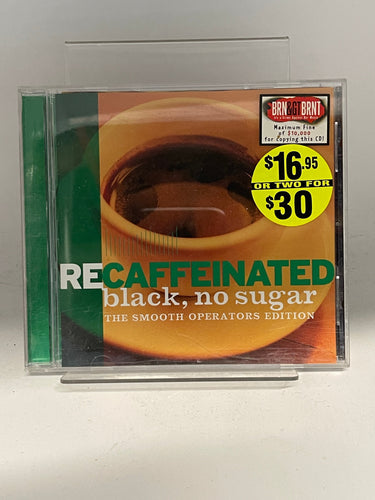 BRN&GT BRNT
Maximum Fine
of $10,000
for copying this CD!
$16.95
OR TWO FOR
$30
RECAFFEINATED
black, no sugar
THE SMOOTH OPERATORS EDITION